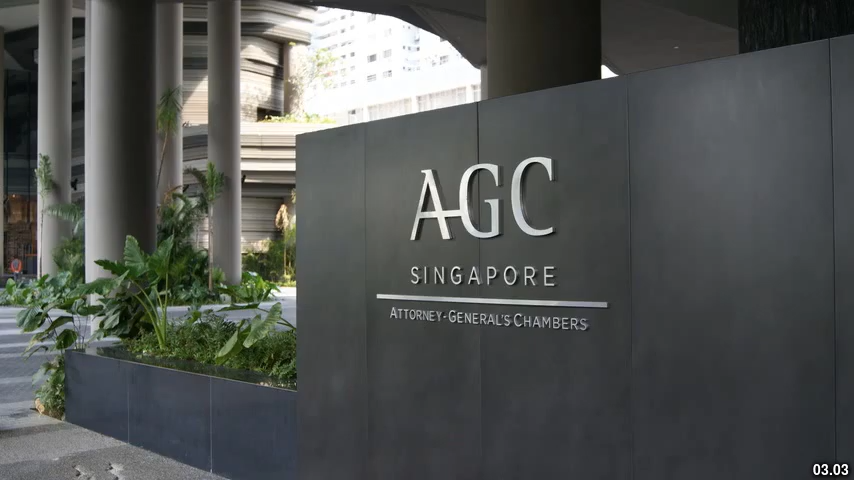 AGC
SINGAPORE
ATTORNEY-GENERAL'S CHAMBERS
03.03